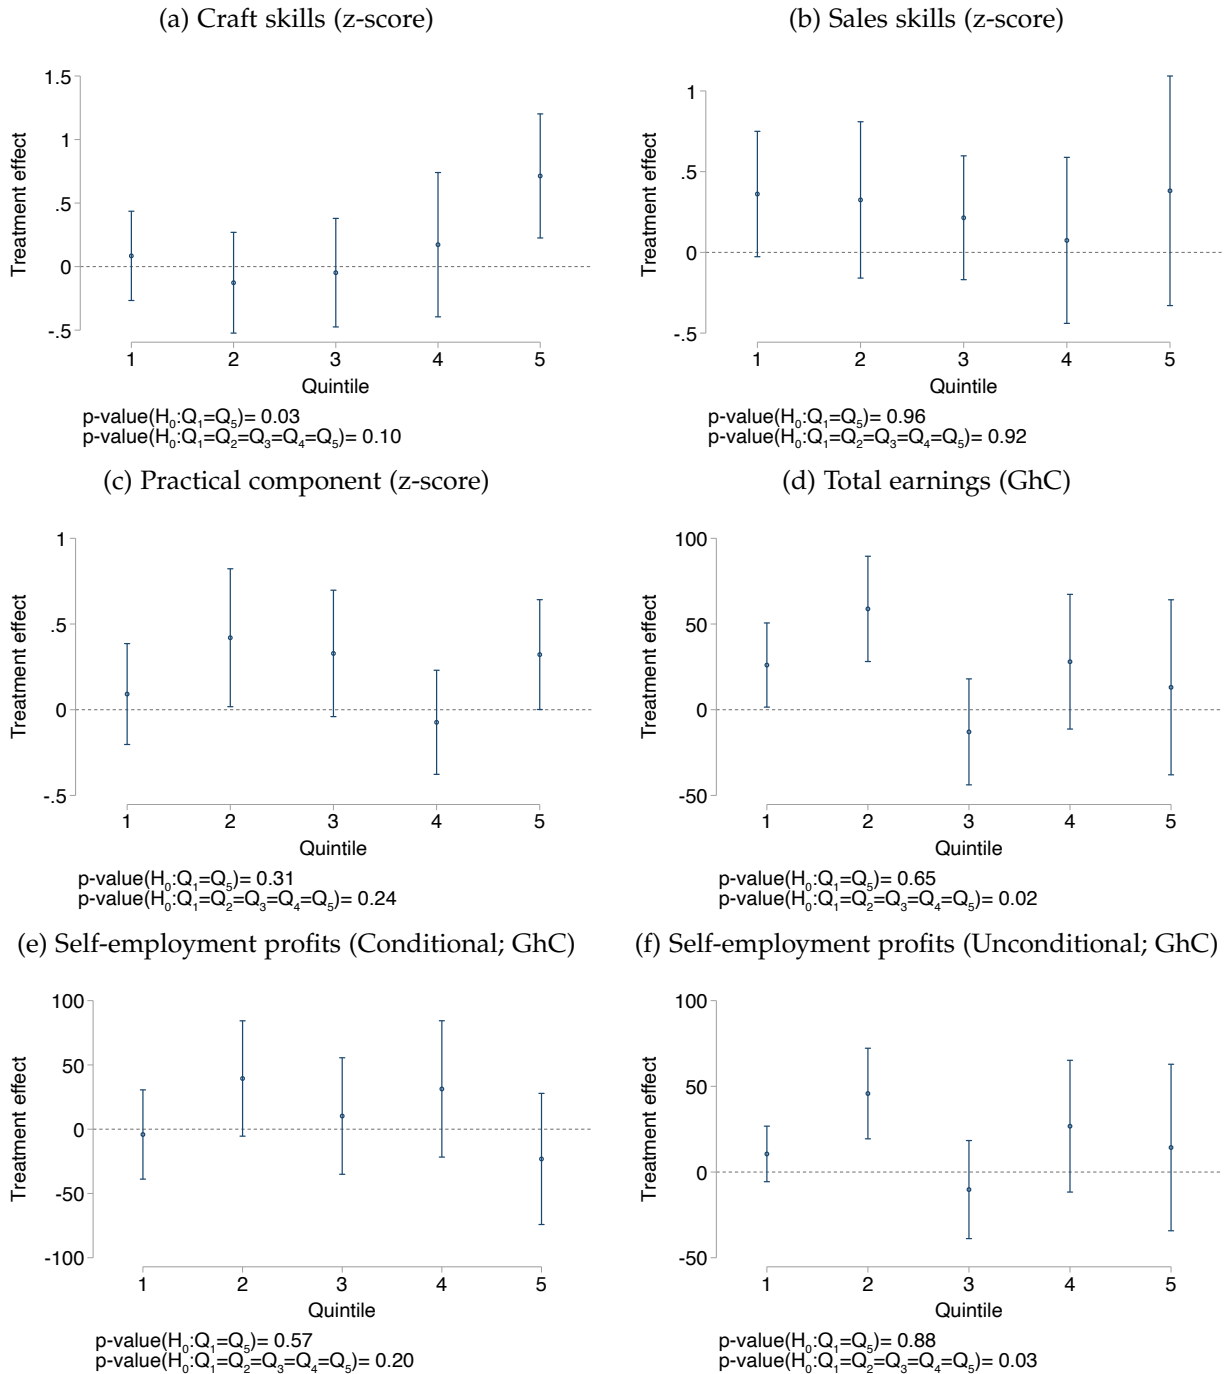 (a) Craft skills (z-score)
1.5
1
.5
0
-.5
Treatment effect
1 2 3 4 5
Quintile
p-value(H₀:Q₁=Q₅)= 0.03
p-value(H₀:Q₁=Q₂=Q₃=Q₄=Q₅)= 0.10
(b) Sales skills (z-score)
1
.5
0
-.5
Treatment effect
1 2 3 4 5
Quintile
p-value(H₀:Q₁=Q₅)= 0.96
p-value(H₀:Q₁=Q₂=Q₃=Q₄=Q₅)= 0.92
(c) Practical component (z-score)
1
.5
0
-.5
Treatment effect
1 2 3 4 5
Quintile
p-value(H₀:Q₁=Q₅)= 0.31
p-value(H₀:Q₁=Q₂=Q₃=Q₄=Q₅)= 0.24
(d) Total earnings (GhC)
100
50
0
-50
Treatment effect
1 2 3 4 5
Quintile
p-value(H₀:Q₁=Q₅)= 0.65
p-value(H₀:Q₁=Q₂=Q₃=Q₄=Q₅)= 0.02
(e) Self-employment profits (Conditional; GhC)
100
50
0
-50
-100
Treatment effect
1 2 3 4 5
Quintile
p-value(H₀:Q₁=Q₅)= 0.57
p-value(H₀:Q₁=Q₂=Q₃=Q₄=Q₅)= 0.20
(f) Self-employment profits (Unconditional; GhC)
100
50
0
-50
Treatment effect
1 2 3 4 5
Quintile
p-value(H₀:Q₁=Q₅)= 0.88
p-value(H₀:Q₁=Q₂=Q₃=Q₄=Q₅)= 0.03